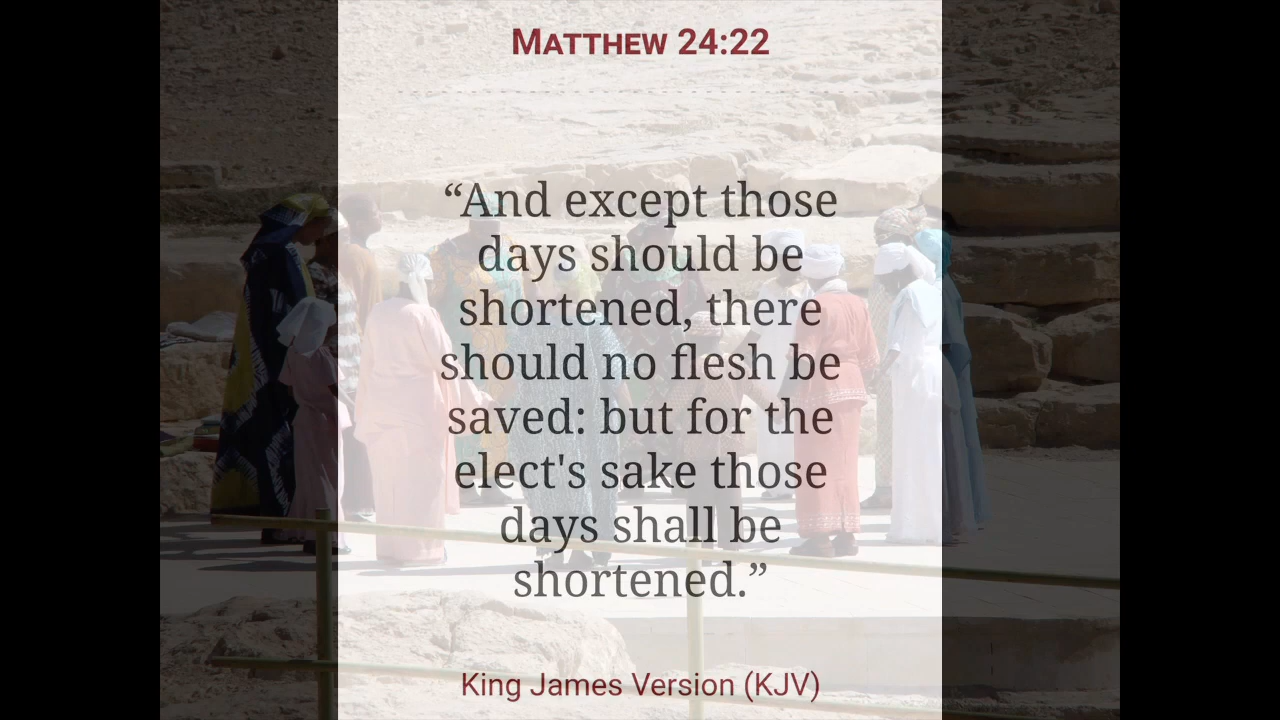 MATTHEW 24:22
“And except those
days should be
shortened, there
should no flesh be
saved: but for the
elect's sake those
days shall be
shortened.”
King James Version (KJV)